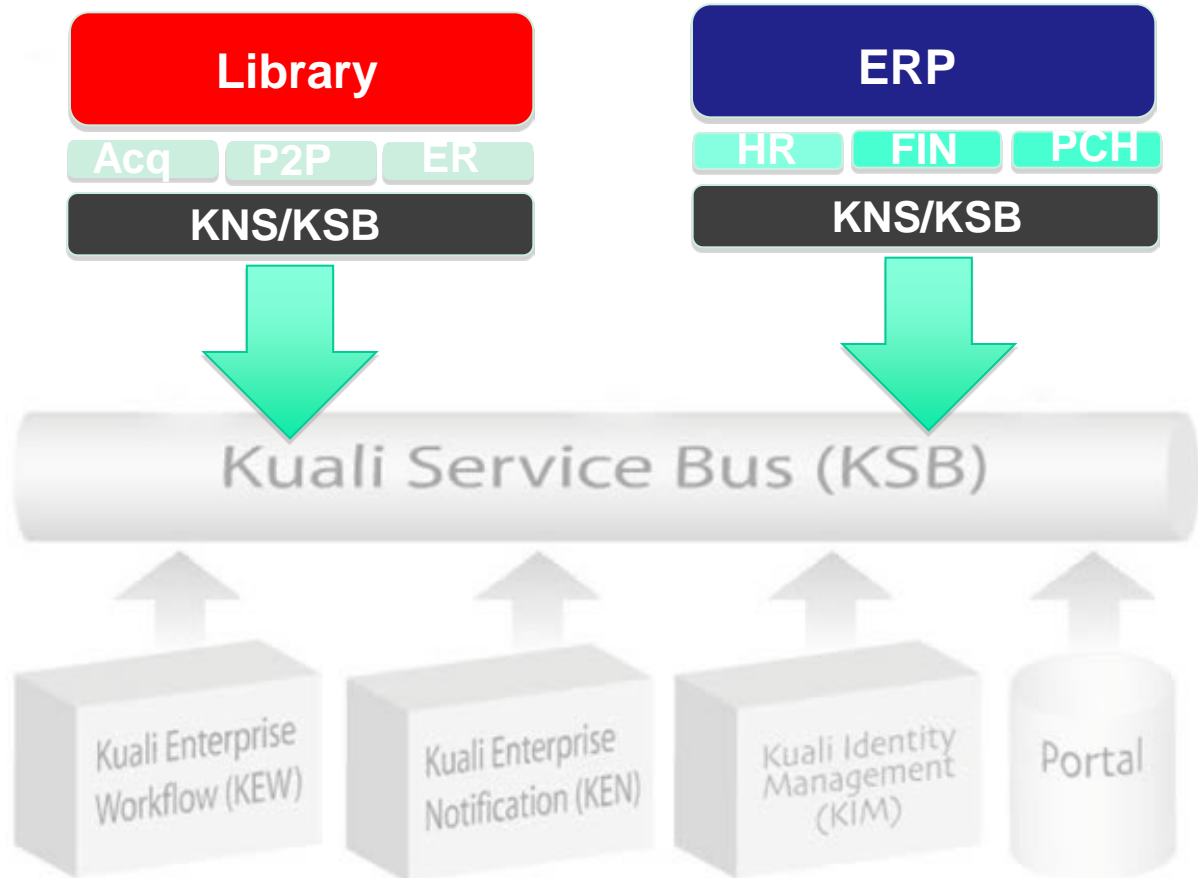 Library
ERP
Acq P2P ER
HR FIN PCH
KNS/KSB
KNS/KSB
Kuali Service Bus (KSB)
Kuali Enterprise
Workflow (KEW)
Kuali Enterprise
Notification (KEN)
Kuali Identity
Management
(KIM)
Portal